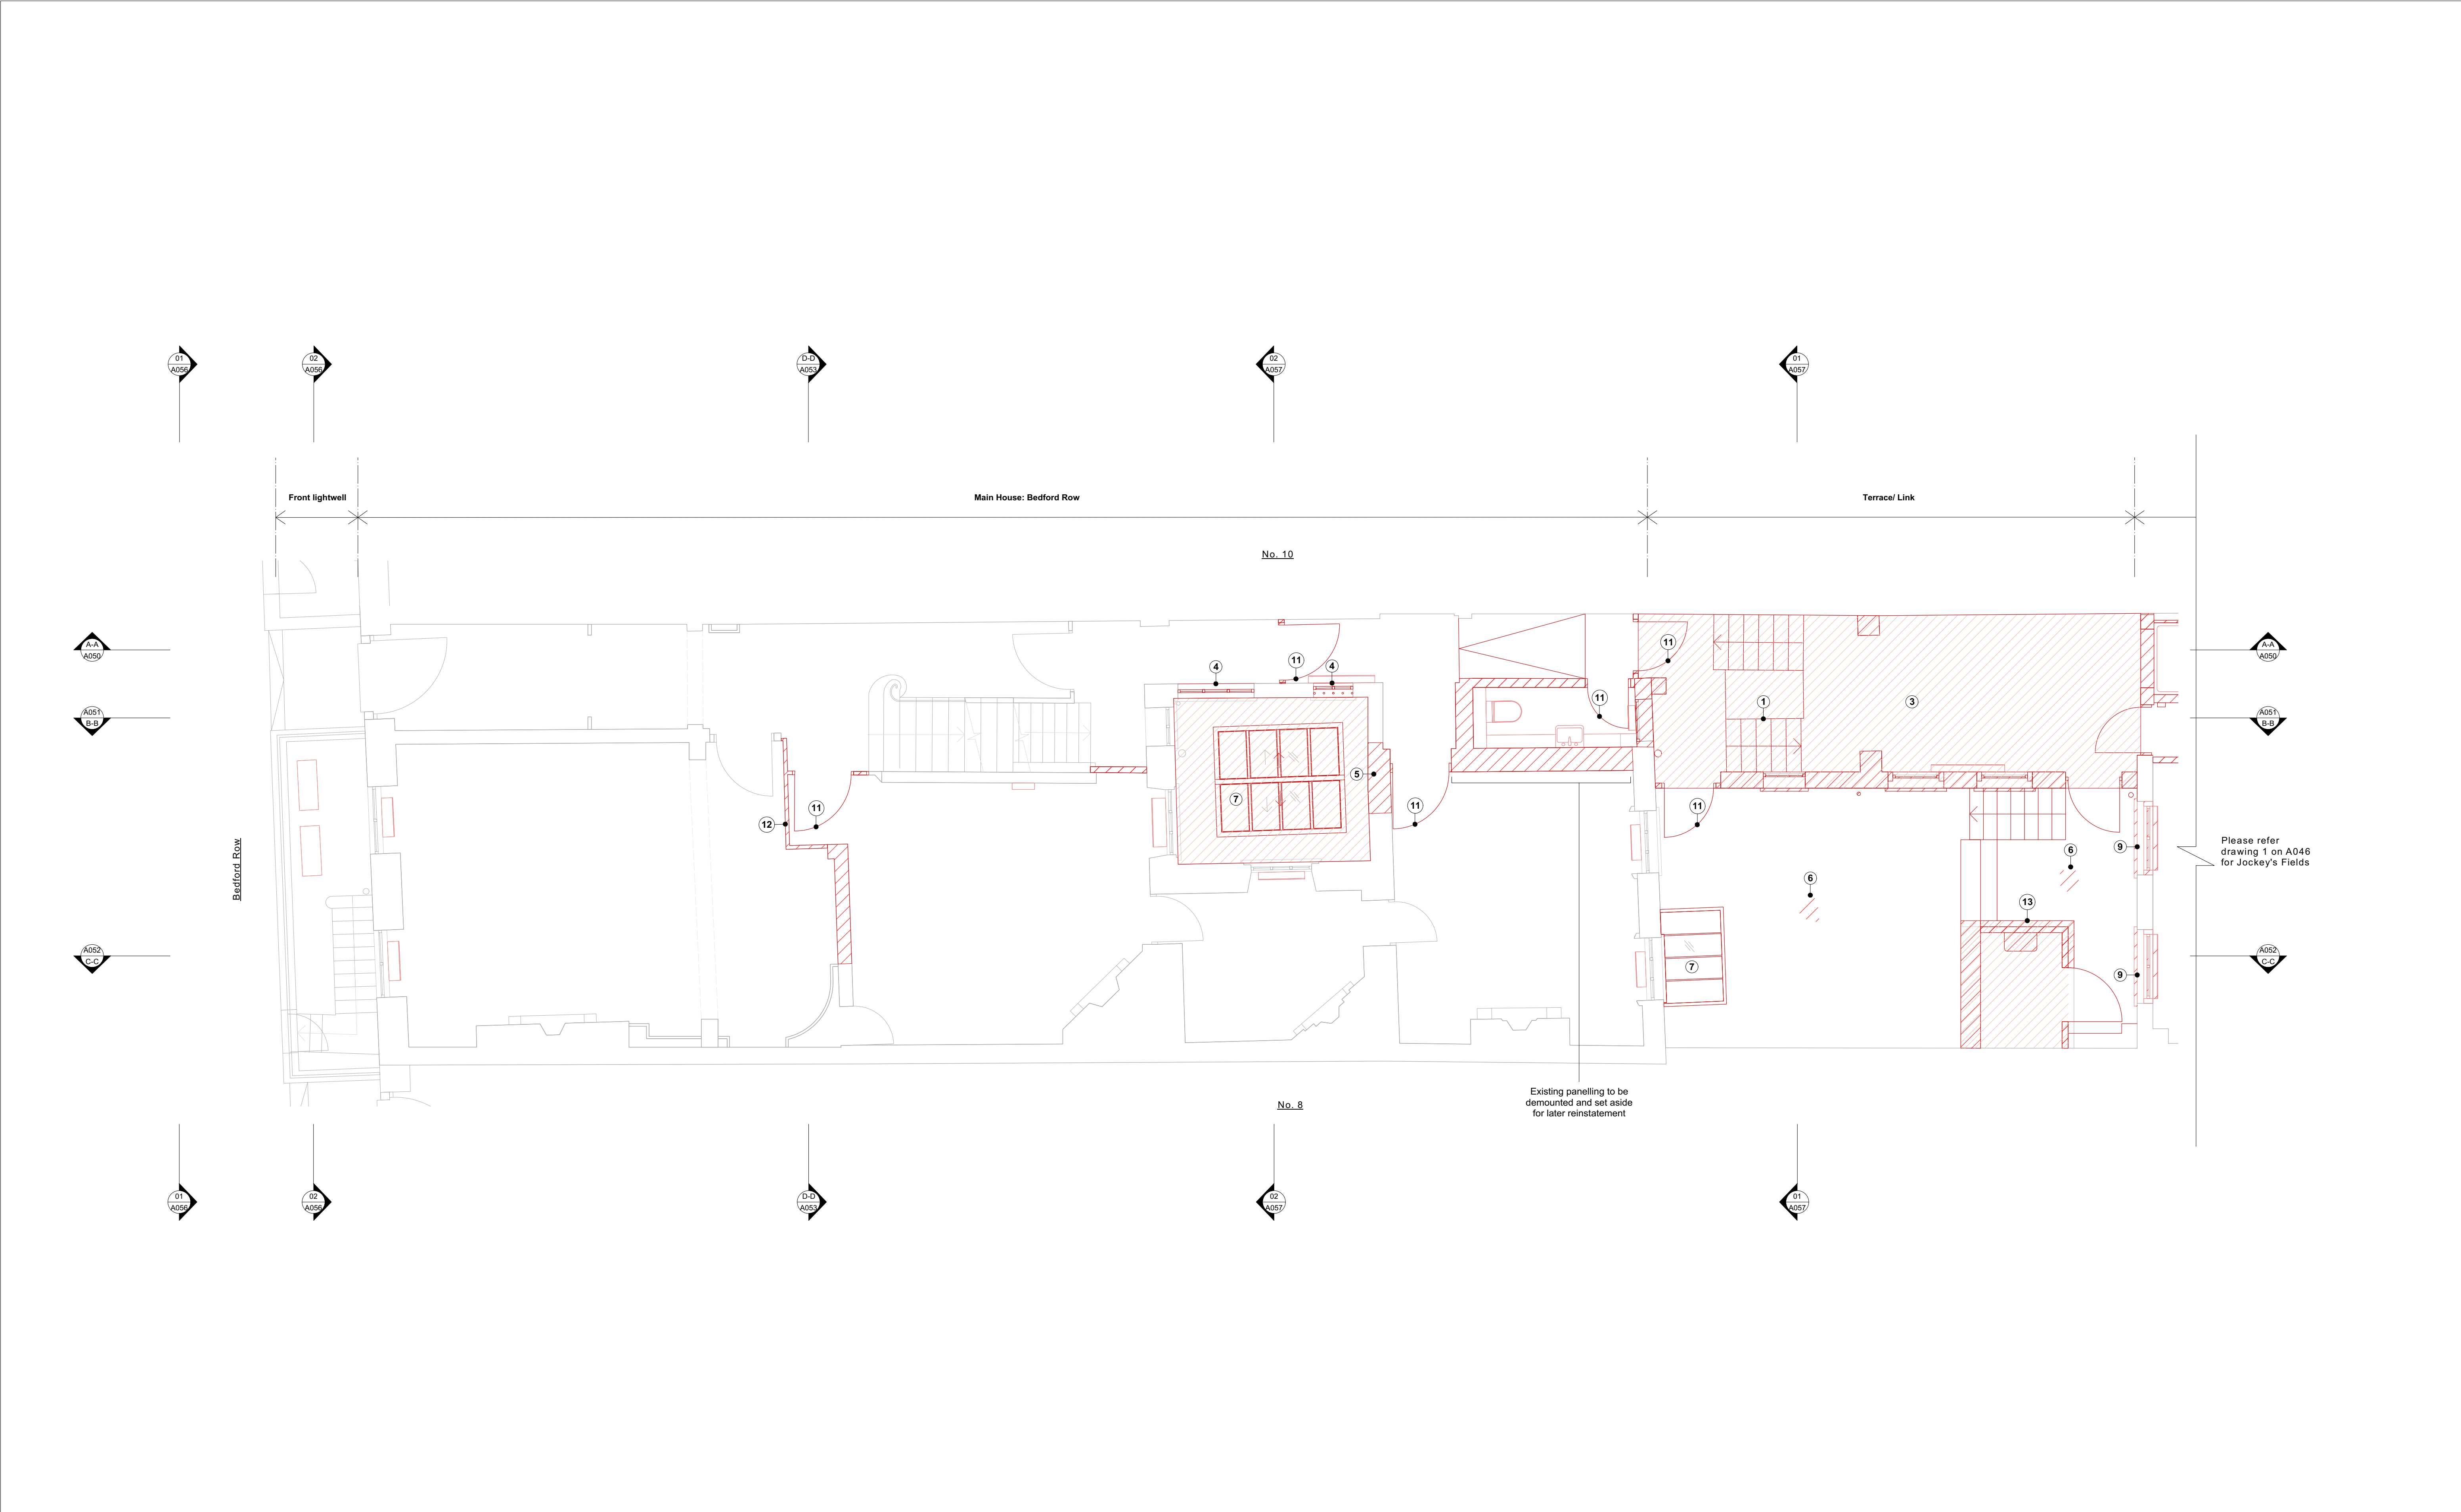 01
A056
02
A056
D-D
A053
02
A057
01
A057
Front lightwell
Main House: Bedford Row
Terrace/ Link
No. 10
A-A
A050
A-A
A050
11
11
4
11
4
11
1
3
A051
B-B
A051
B-B
5
7
11
11
11
12
Bedford Row
9
6
6
Please refer
drawing 1 on A046
for Jockey's Fields
13
A052
C-C
7
9
A052
C-C
Existing panelling to be
demounted and set aside
for later reinstatement
No. 8
01
A056
02
A056
D-D
A053
02
A057
01
A057